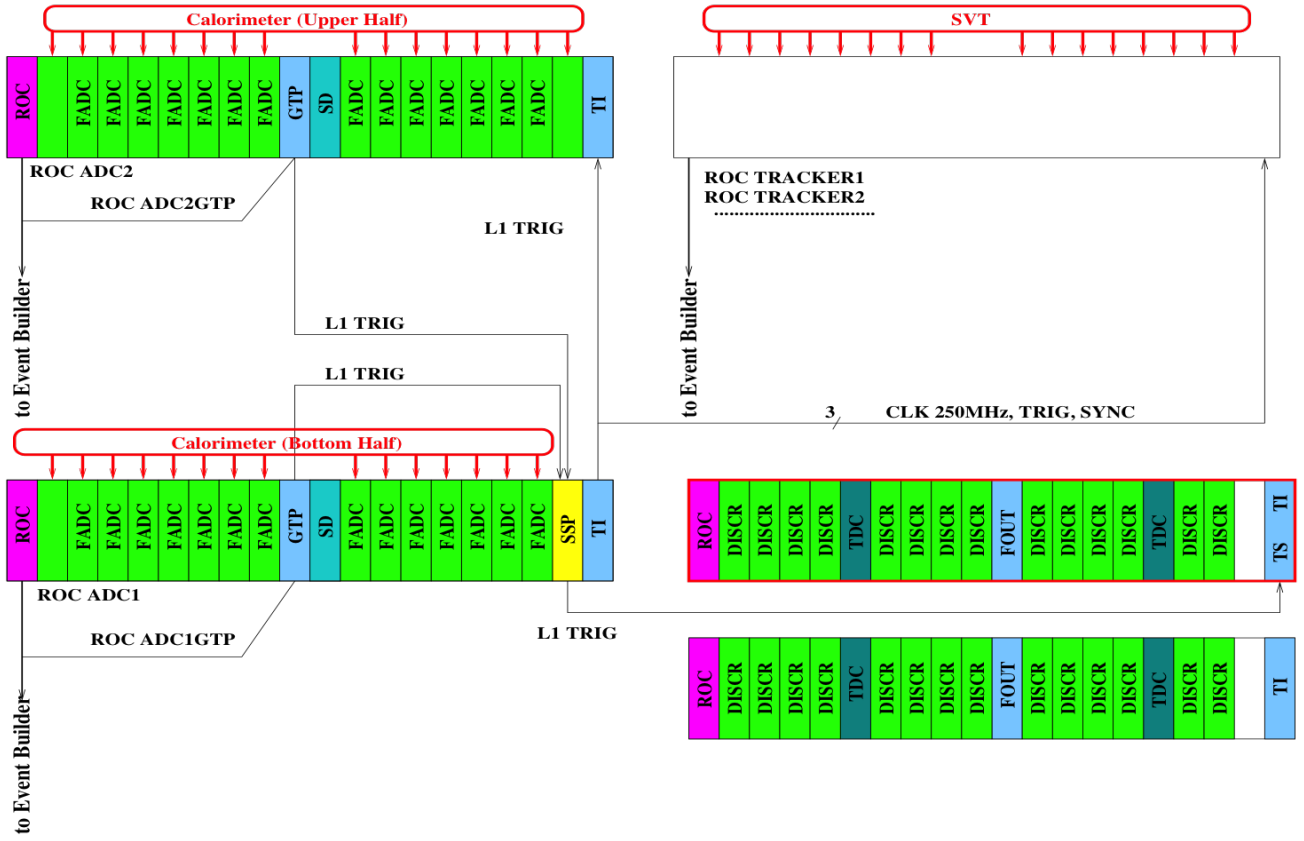 Calorimeter (Upper Half)
SVT
ROC FADC FADC FADC FADC FADC FADC FADC GTP SD FADC FADC FADC FADC FADC FADC FADC TI
ROC ADC2
ROC ADC2GTP
ROC TRACKER1
ROC TRACKER2
L1 TRIG
to Event Builder
to Event Builder
L1 TRIG
L1 TRIG
3 CLK 250MHz, TRIG, SYNC
Calorimeter (Bottom Half)
ROC FADC FADC FADC FADC FADC FADC FADC GTP SD FADC FADC FADC FADC FADC FADC FADC SSP TI
ROC DISCR DISCR DISCR DISCR TDC DISCR DISCR DISCR DISCR FOUT DISCR DISCR DISCR DISCR TDC DISCR DISCR TS TI
ROC ADC1
ROC ADC1GTP
L1 TRIG
ROC DISCR DISCR DISCR DISCR TDC DISCR DISCR DISCR DISCR FOUT DISCR DISCR DISCR DISCR TDC DISCR DISCR TI
to Event Builder